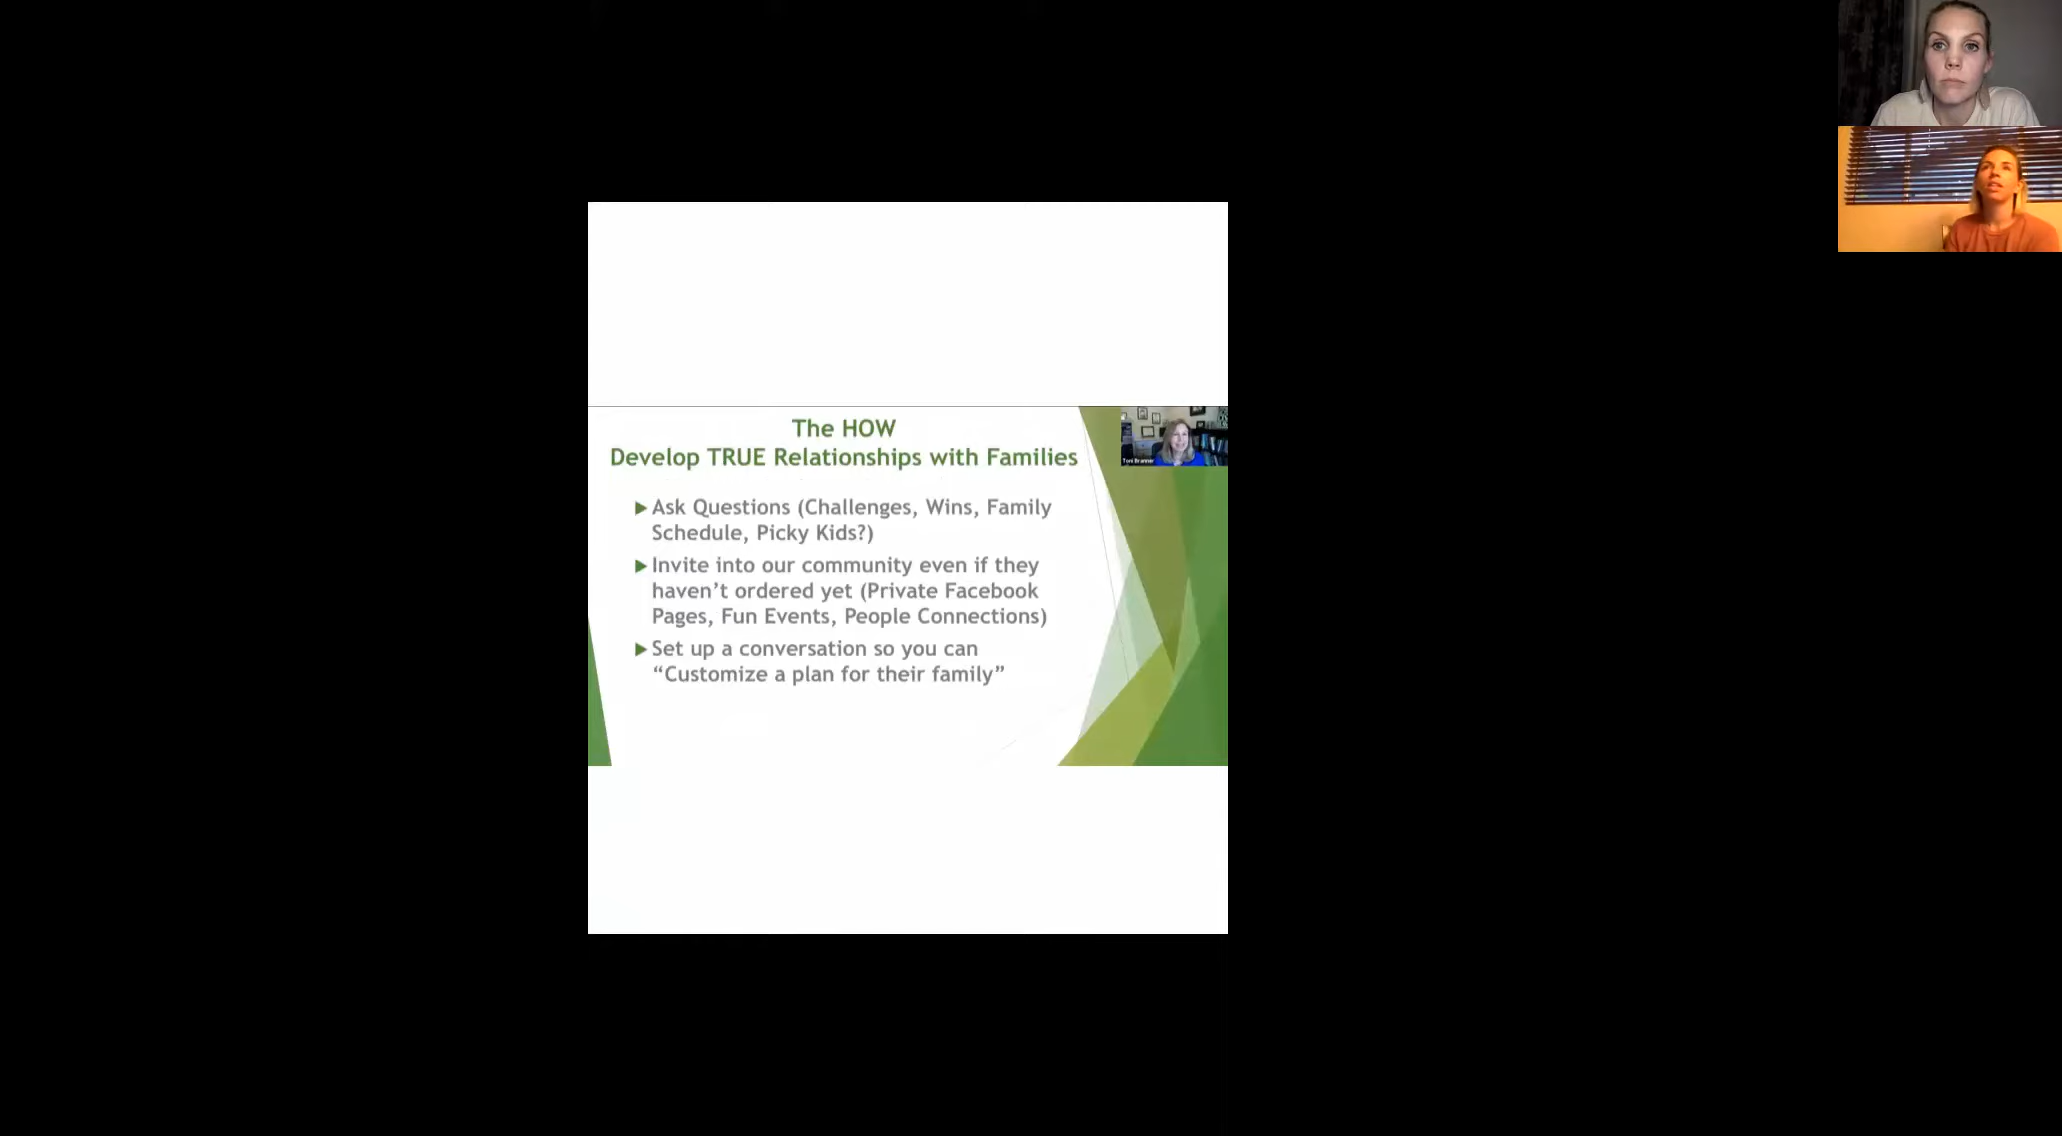 The HOW
Develop TRUE Relationships with Families
Toni Branner
Ask Questions (Challenges, Wins, Family
Schedule, Picky Kids?)
Invite into our community even if they
haven’t ordered yet (Private Facebook
Pages, Fun Events, People Connections)
Set up a conversation so you can
“Customize a plan for their family”